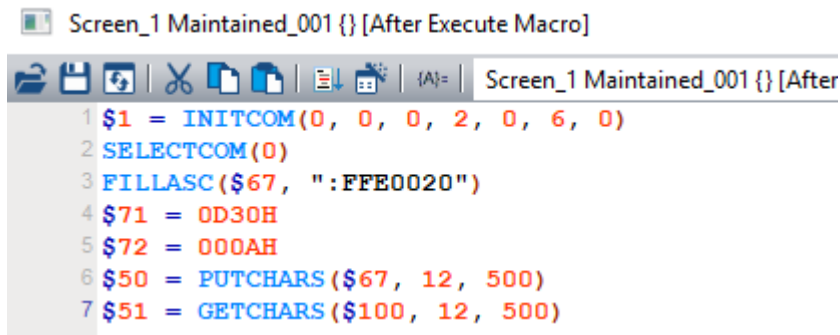 Screen_1 Maintained_001 {} [After Execute Macro]
{A}= Screen_1 Maintained_001 {} [After
1 $1 = INITCOM(0, 0, 0, 2, 0, 6, 0)
2 SELECTCOM(0)
3 FILLASC($67, ":FFE0020")
4 $71 = 0D30H
5 $72 = 000AH
6 $50 = PUTCHARS($67, 12, 500)
7 $51 = GETCHARS($100, 12, 500)